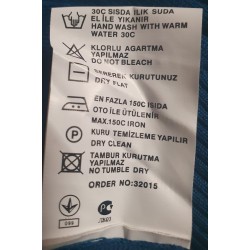 30C SISDA ILIK SUDA
EL İLE YIKANIR
HAND WASH WITH WARM
WATER 30C
KLORLU AGARTMA
YAPILMAZ
DO NOT BLEACH
SEREREK KURUTUNUZ
DRY FLAT
EN FAZLA 150C ISIDA
OTO İLE ÜTÜLENİR
MAX.150C IRON
P
KURU TEMİZLEME YAPILIR
DRY CLEAN
TAMBUR KURUTMA
YAPILMAZ
NO TUMBLE DRY
ORDER NO:32015